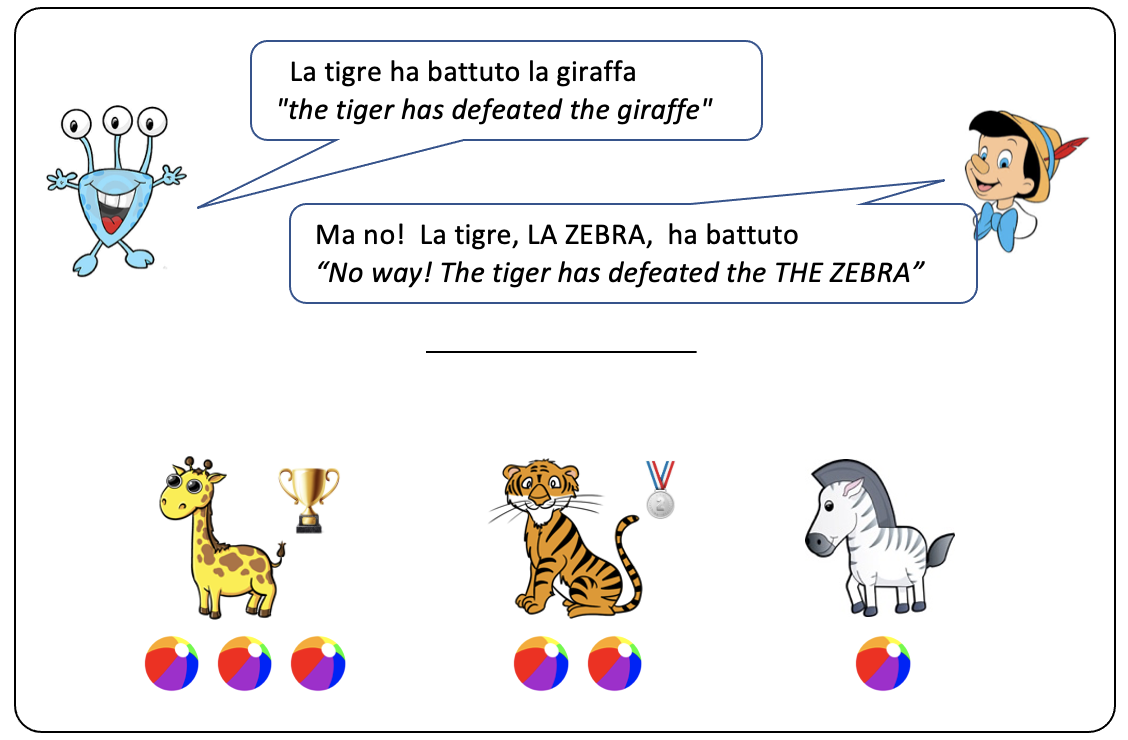 La tigre ha battuto la giraffa
"the tiger has defeated the giraffe"
Ma no! La tigre, LA ZEBRA, ha battuto
“No way! The tiger has defeated the THE ZEBRA”
2